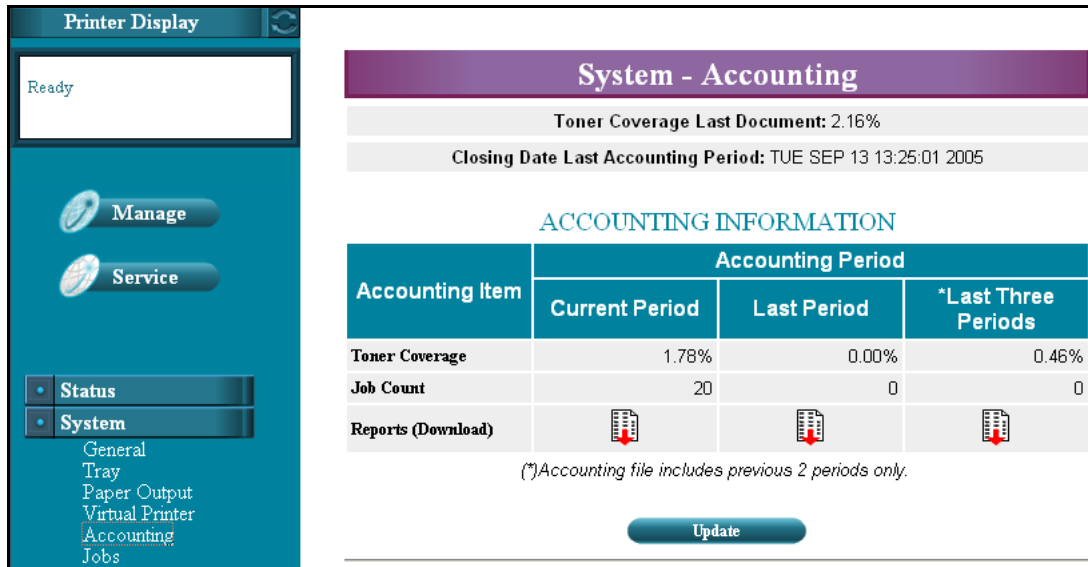 Printer Display
Ready
Manage
Service
Status
System
General
Tray
Paper Output
Virtual Printer
Accounting
Jobs
System - Accounting
Toner Coverage Last Document: 2.16%
Closing Date Last Accounting Period: TUE SEP 13 13:25:01 2005
ACCOUNTING INFORMATION
Accounting Item
Accounting Period
Current Period
Last Period
*Last Three
Periods
Toner Coverage 1.78% 0.00% 0.46%
Job Count 20 0 0
Reports (Download)
(*)Accounting file includes previous 2 periods only.
Update